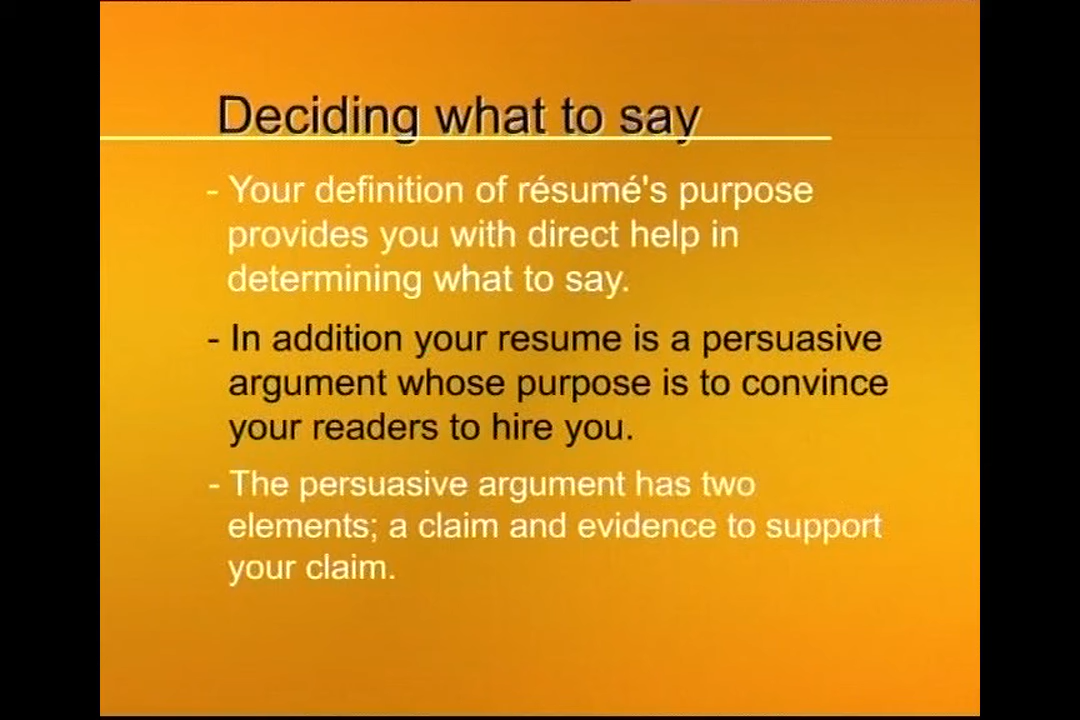 Deciding what to say
- Your definition of résumé's purpose
provides you with direct help in
determining what to say.
- In addition your resume is a persuasive
argument whose purpose is to convince
your readers to hire you.
- The persuasive argument has two
elements; a claim and evidence to support
your claim.